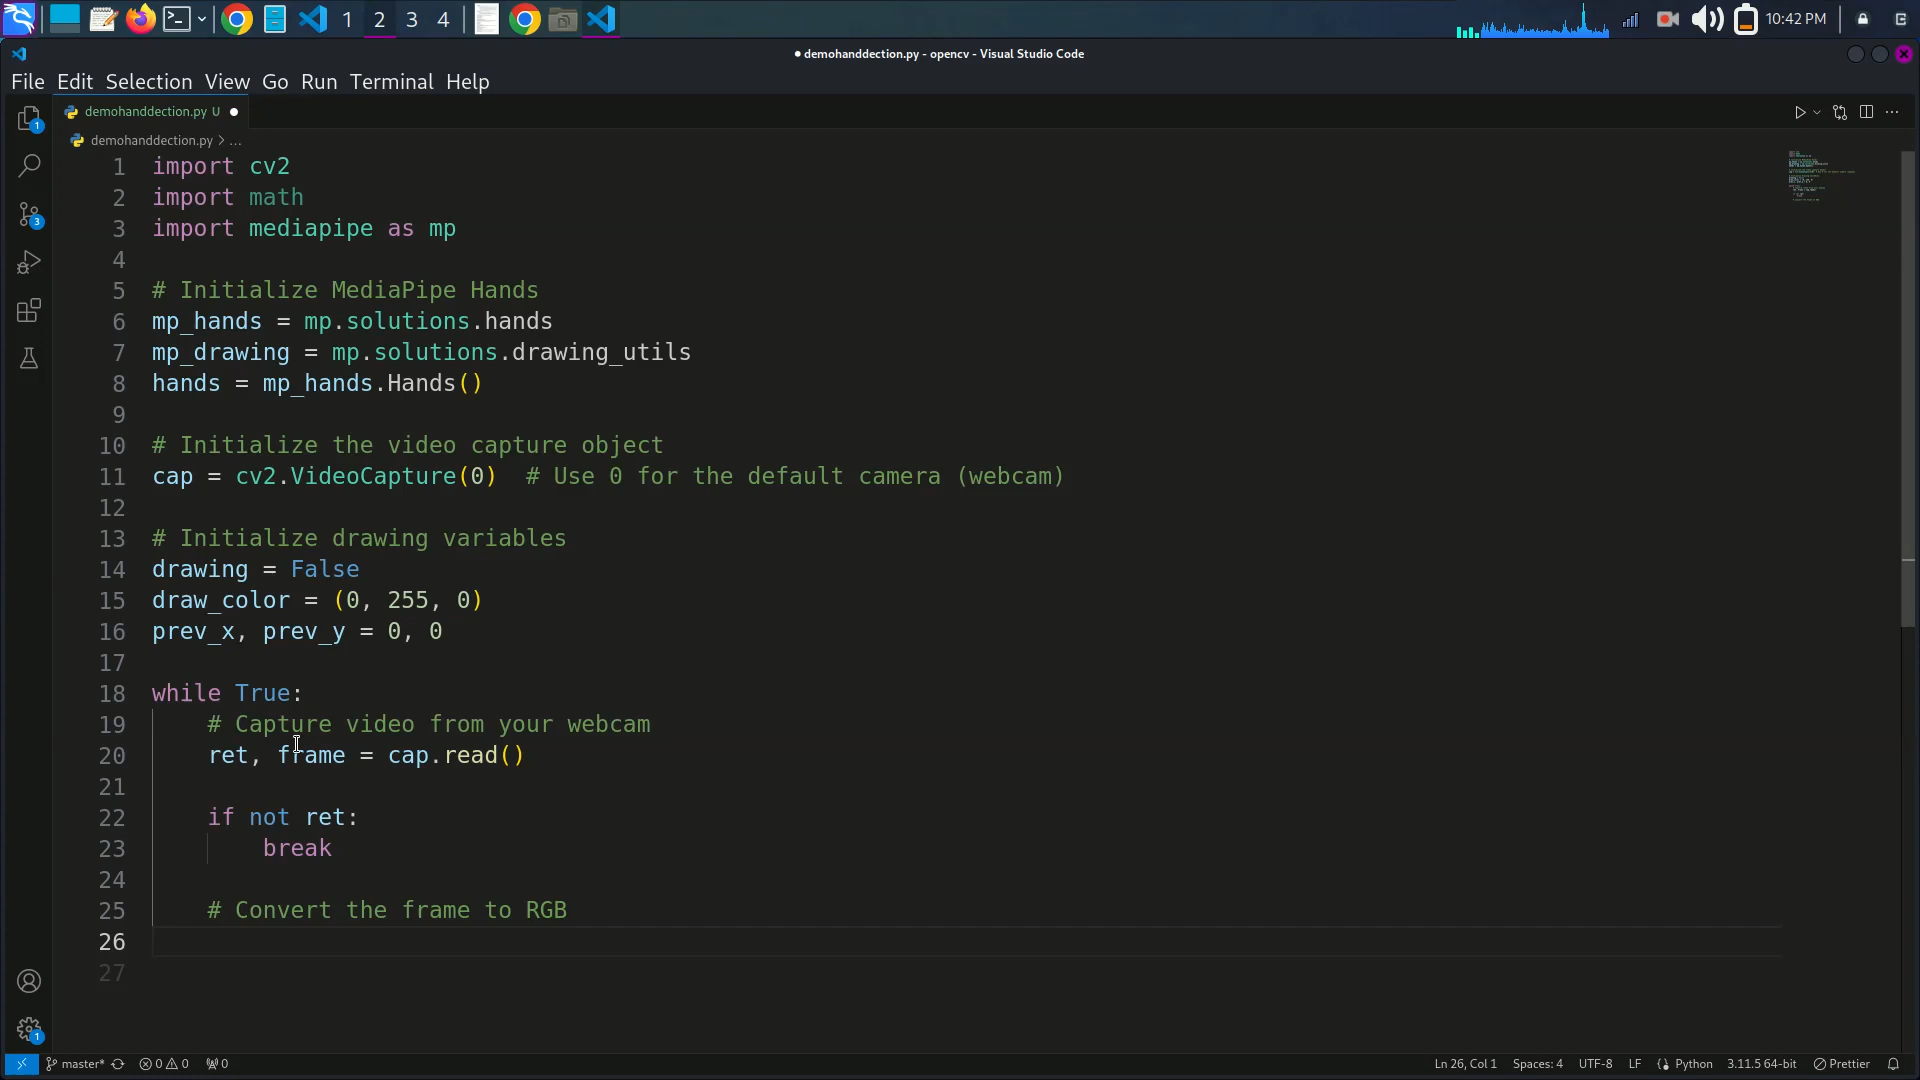 1 2 3 4 10:42 PM
● demohanddection.py - opencv - Visual Studio Code
File Edit Selection View Go Run Terminal Help
demohanddection.py U ●
demohanddection.py > ...
1 import cv2
2 import math
3 import mediapipe as mp
4
5 # Initialize MediaPipe Hands
6 mp_hands = mp.solutions.hands
7 mp_drawing = mp.solutions.drawing_utils
8 hands = mp_hands.Hands()
9
10 # Initialize the video capture object
11 cap = cv2.VideoCapture(0)  # Use 0 for the default camera (webcam)
12
13 # Initialize drawing variables
14 drawing = False
15 draw_color = (0, 255, 0)
16 prev_x, prev_y = 0, 0
17
18 while True:
19     # Capture video from your webcam
20     ret, frame = cap.read()
21
22     if not ret:
23         break
24
25     # Convert the frame to RGB
26
27
1
3
1
master* 0 0 0 Ln 26, Col 1 Spaces: 4 UTF-8 LF Python 3.11.5 64-bit Prettier